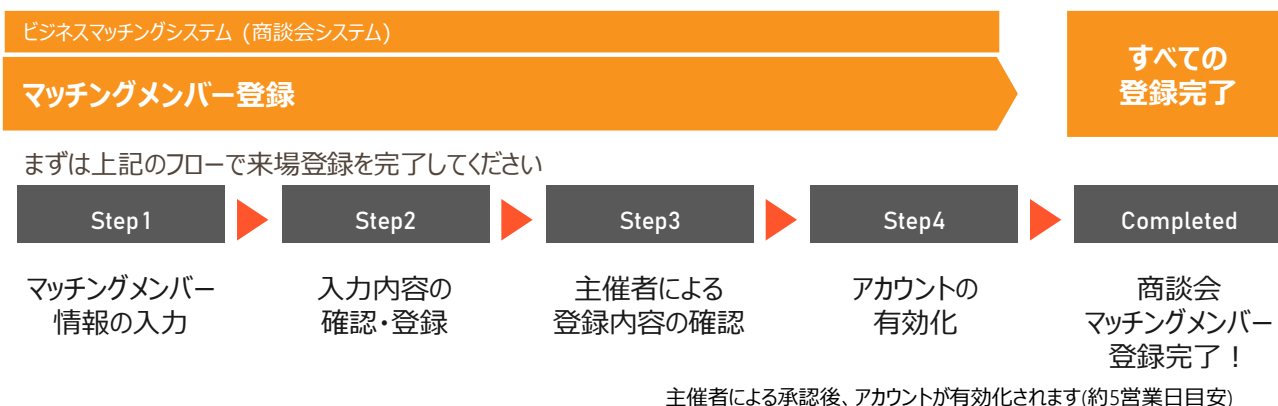 ビジネスマッチングシステム (商談会システム)
すべての
登録完了
マッチングメンバー登録
まずは上記のフローで来場登録を完了してください
Step1
Step2
Step3
Step4
Completed
マッチングメンバー
情報の入力
入力内容の
確認・登録
主催者による
登録内容の確認
アカウントの
有効化
商談会
マッチングメンバー
登録完了！
主催者による承認後、アカウントが有効化されます(約5営業日目安)